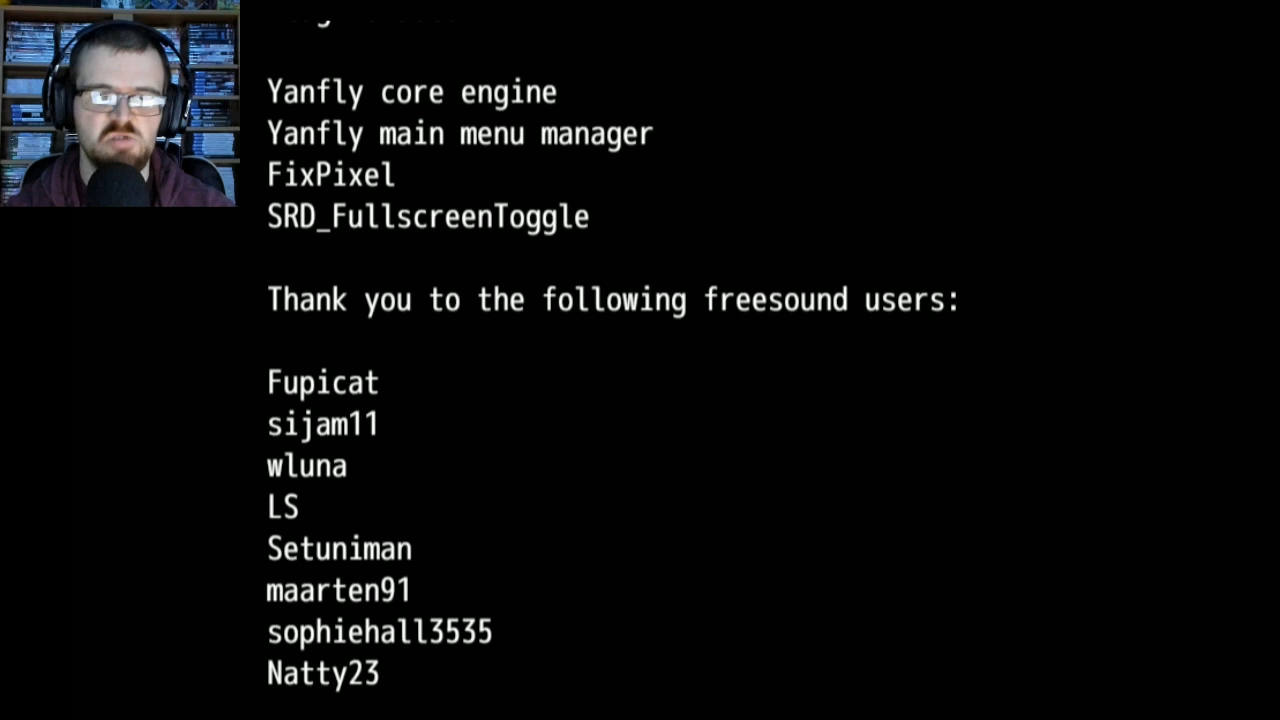 Yanfly core engine
Yanfly main menu manager
FixPixel
SRD_FullscreenToggle
Thank you to the following freesound users:
Fupicat
sijam11
wluna
LS
Setuniman
maarten91
sophiehall3535
Natty23